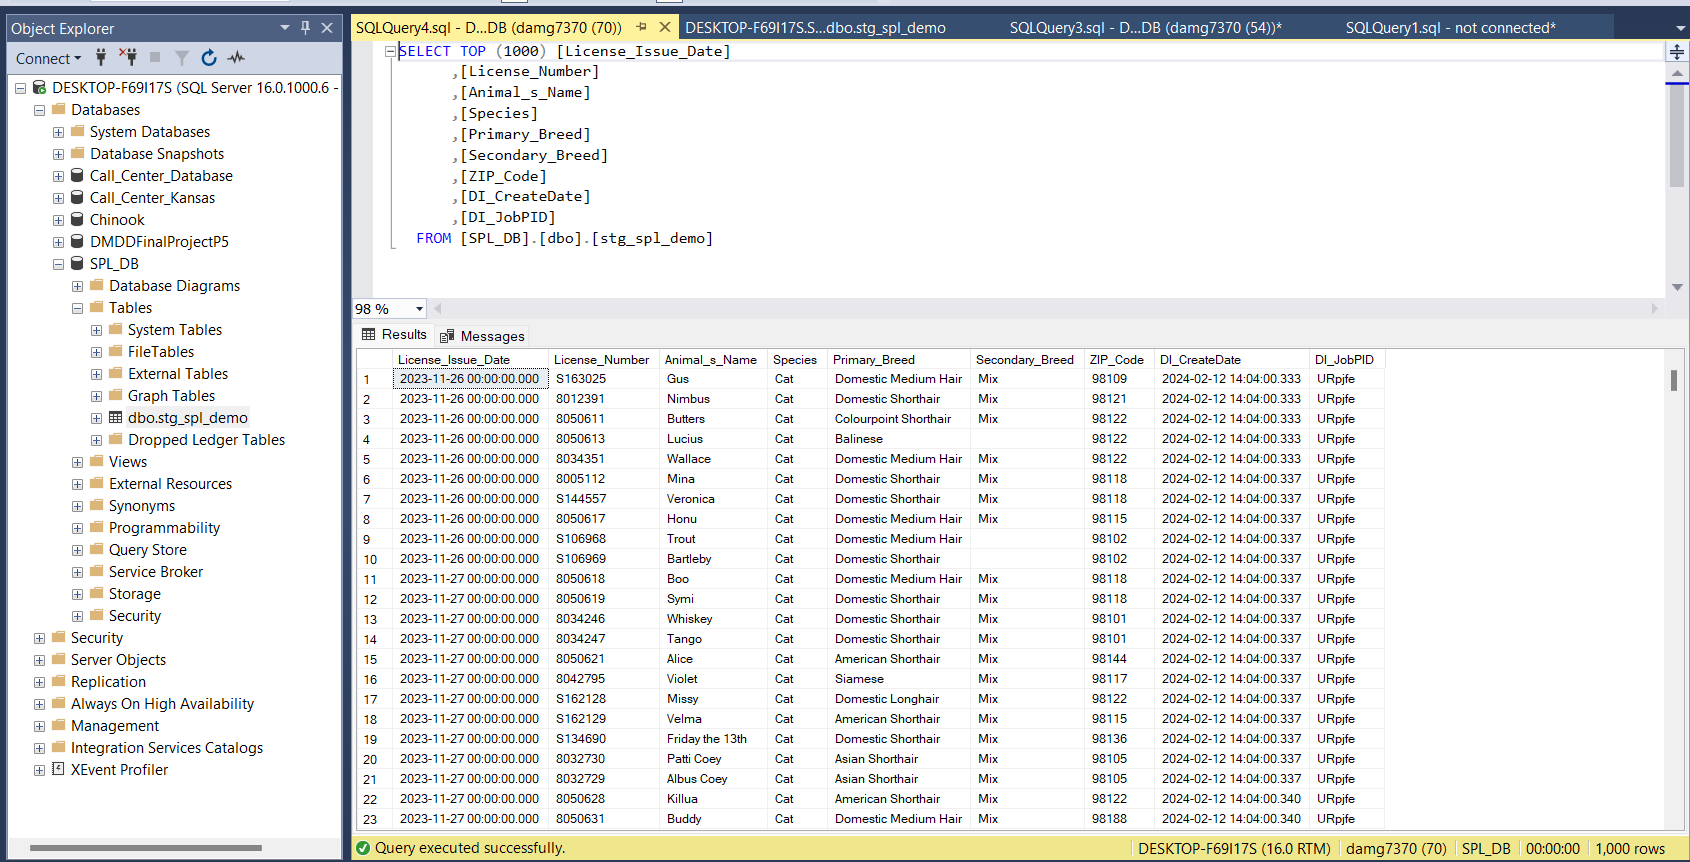 Object Explorer
Connect
DESKTOP-F69I17S (SQL Server 16.0.1000.6 -
Databases
System Databases
Database Snapshots
Call_Center_Database
Call_Center_Kansas
Chinook
DMDDFinalProjectP5
SPL_DB
Database Diagrams
Tables
System Tables
FileTables
External Tables
Graph Tables
dbo.stg_spl_demo
Dropped Ledger Tables
Views
External Resources
Synonyms
Programmability
Query Store
Service Broker
Storage
Security
Security
Server Objects
Replication
Always On High Availability
Management
Integration Services Catalogs
XEvent Profiler
SQLQuery4.sql - D...DB (damg7370 (70)) DESKTOP-F69I17S.S...dbo.stg_spl_demo SQLQuery3.sql - D...DB (damg7370 (54))* SQLQuery1.sql - not connected*
SELECT TOP (1000) [License_Issue_Date]
,[License_Number]
,[Animal_s_Name]
,[Species]
,[Primary_Breed]
,[Secondary_Breed]
,[ZIP_Code]
,[DI_CreateDate]
,[DI_JobPID]
FROM [SPL_DB].[dbo].[stg_spl_demo]
98 %
Results Messages
License_Issue_Date License_Number Animal_s_Name Species Primary_Breed Secondary_Breed ZIP_Code DI_CreateDate DI_JobPID
1 2023-11-26 00:00:00.000 S163025 Gus Cat Domestic Medium Hair Mix 98109 2024-02-12 14:04:00.333 URpjfe
2 2023-11-26 00:00:00.000 8012391 Nimbus Cat Domestic Shorthair Mix 98121 2024-02-12 14:04:00.333 URpjfe
3 2023-11-26 00:00:00.000 8050611 Butters Cat Colourpoint Shorthair Mix 98122 2024-02-12 14:04:00.333 URpjfe
4 2023-11-26 00:00:00.000 8050613 Lucius Cat Balinese 98122 2024-02-12 14:04:00.333 URpjfe
5 2023-11-26 00:00:00.000 8034351 Wallace Cat Domestic Medium Hair Mix 98122 2024-02-12 14:04:00.333 URpjfe
6 2023-11-26 00:00:00.000 8005112 Mina Cat Domestic Shorthair Mix 98118 2024-02-12 14:04:00.337 URpjfe
7 2023-11-26 00:00:00.000 S144557 Veronica Cat Domestic Shorthair Mix 98118 2024-02-12 14:04:00.337 URpjfe
8 2023-11-26 00:00:00.000 8050617 Honu Cat Domestic Medium Hair Mix 98115 2024-02-12 14:04:00.337 URpjfe
9 2023-11-26 00:00:00.000 S106968 Trout Cat Domestic Medium Hair 98102 2024-02-12 14:04:00.337 URpjfe
10 2023-11-26 00:00:00.000 S106969 Bartleby Cat Domestic Shorthair 98102 2024-02-12 14:04:00.337 URpjfe
11 2023-11-27 00:00:00.000 8050618 Boo Cat Domestic Medium Hair Mix 98118 2024-02-12 14:04:00.337 URpjfe
12 2023-11-27 00:00:00.000 8050619 Symi Cat Domestic Shorthair Mix 98118 2024-02-12 14:04:00.337 URpjfe
13 2023-11-27 00:00:00.000 8034246 Whiskey Cat Domestic Shorthair Mix 98101 2024-02-12 14:04:00.337 URpjfe
14 2023-11-27 00:00:00.000 8034247 Tango Cat Domestic Shorthair Mix 98101 2024-02-12 14:04:00.337 URpjfe
15 2023-11-27 00:00:00.000 8050621 Alice Cat American Shorthair Mix 98144 2024-02-12 14:04:00.337 URpjfe
16 2023-11-27 00:00:00.000 8042795 Violet Cat Siamese Mix 98117 2024-02-12 14:04:00.337 URpjfe
17 2023-11-27 00:00:00.000 S162128 Missy Cat Domestic Longhair Mix 98122 2024-02-12 14:04:00.337 URpjfe
18 2023-11-27 00:00:00.000 S162129 Velma Cat American Shorthair Mix 98115 2024-02-12 14:04:00.337 URpjfe
19 2023-11-27 00:00:00.000 S134690 Friday the 13th Cat Domestic Shorthair Mix 98136 2024-02-12 14:04:00.337 URpjfe
20 2023-11-27 00:00:00.000 8032730 Patti Coey Cat Asian Shorthair Mix 98105 2024-02-12 14:04:00.337 URpjfe
21 2023-11-27 00:00:00.000 8032729 Albus Coey Cat Asian Shorthair Mix 98105 2024-02-12 14:04:00.337 URpjfe
22 2023-11-27 00:00:00.000 8050628 Killua Cat American Shorthair Mix 98122 2024-02-12 14:04:00.340 URpjfe
23 2023-11-27 00:00:00.000 8050631 Buddy Cat Domestic Medium Hair Mix 98188 2024-02-12 14:04:00.340 URpjfe
Query executed successfully. DESKTOP-F69I17S (16.0 RTM) damg7370 (70) SPL_DB 00:00:00 1,000 rows